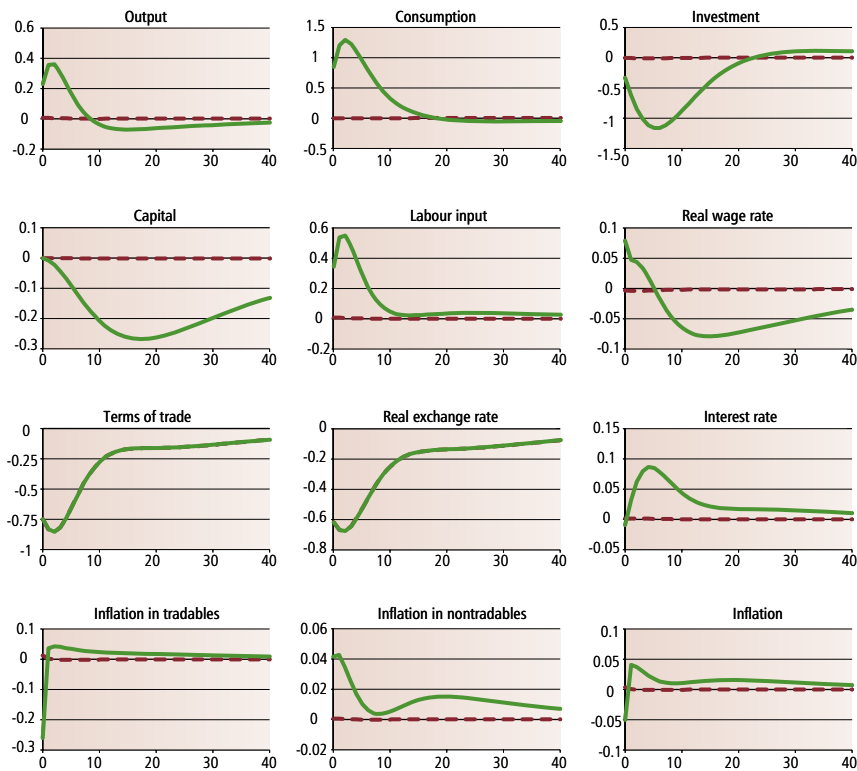 Output
0.6
0.4
0.2
0
-0.2
0 10 20 30 40
Consumption
1.5
1
0.5
0
-0.5
0 10 20 30 40
Investment
0.5
0
-0.5
-1
-1.5
0 10 20 30 40
Capital
0.1
0
-0.1
-0.2
-0.3
0 10 20 30 40
Labour input
0.6
0.4
0.2
0
-0.2
0 10 20 30 40
Real wage rate
0.1
0.05
0
-0.05
-0.1
0 10 20 30 40
Terms of trade
0
-0.25
-0.5
-0.75
-1
0 10 20 30 40
Real exchange rate
0
-0.2
-0.4
-0.6
-0.8
0 10 20 30 40
Interest rate
0.15
0.1
0.05
0
-0.05
0 10 20 30 40
Inflation in tradables
0.1
0
-0.1
-0.2
-0.3
0 10 20 30 40
Inflation in nontradables
0.06
0.04
0.02
0
-0.02
0 10 20 30 40
Inflation
0.1
0.05
0
-0.05
-0.1
0 10 20 30 40